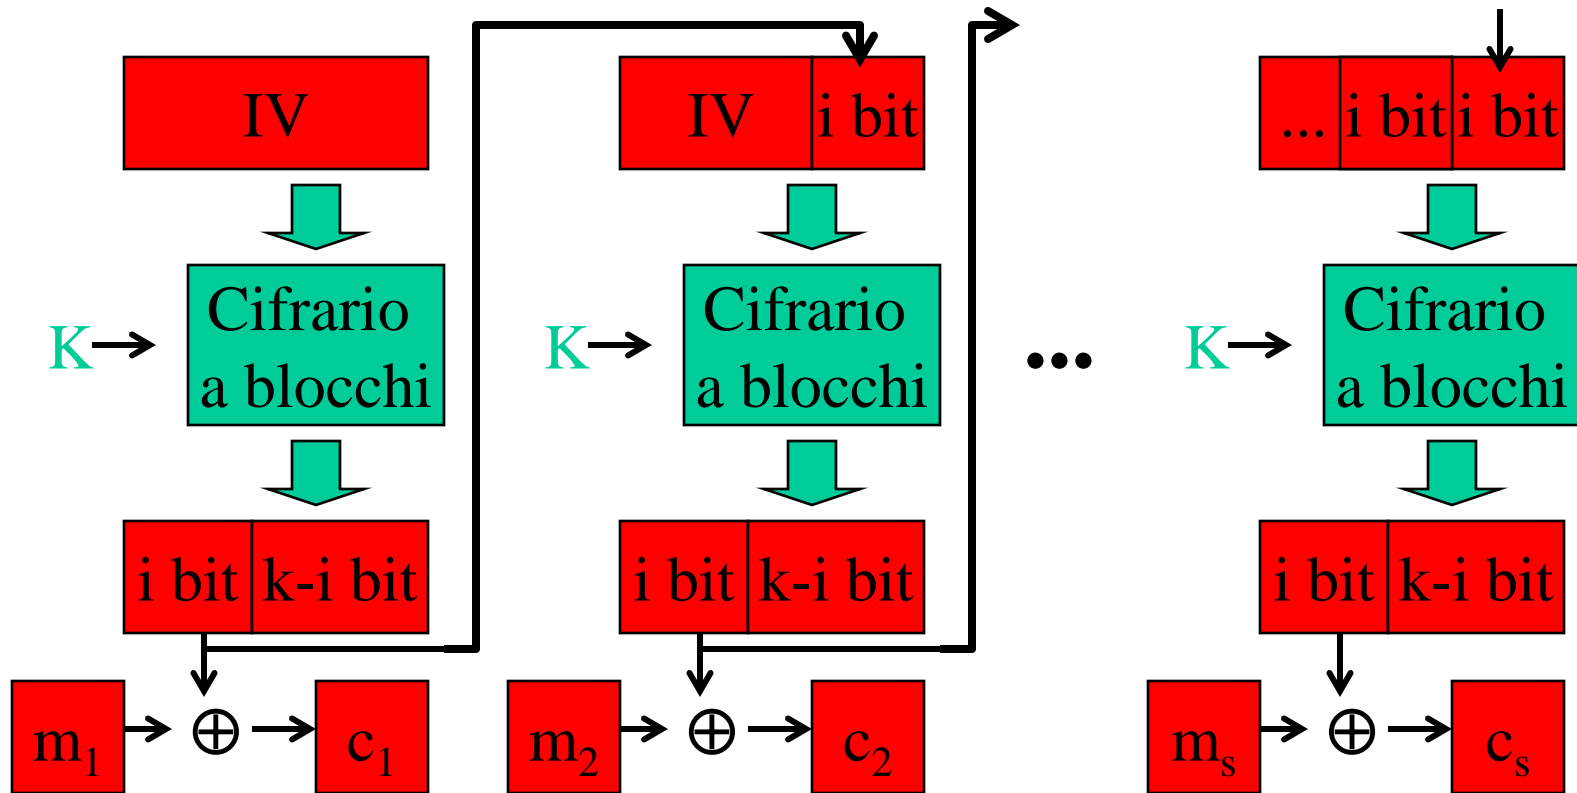 IV
IV i bit
... i bit i bit
K
Cifrario
a blocchi
K
Cifrario
a blocchi
...
K
Cifrario
a blocchi
i bit k-i bit
i bit k-i bit
i bit k-i bit
m₁ ⊕ c₁
m₂ ⊕ c₂
mₛ ⊕ cₛ